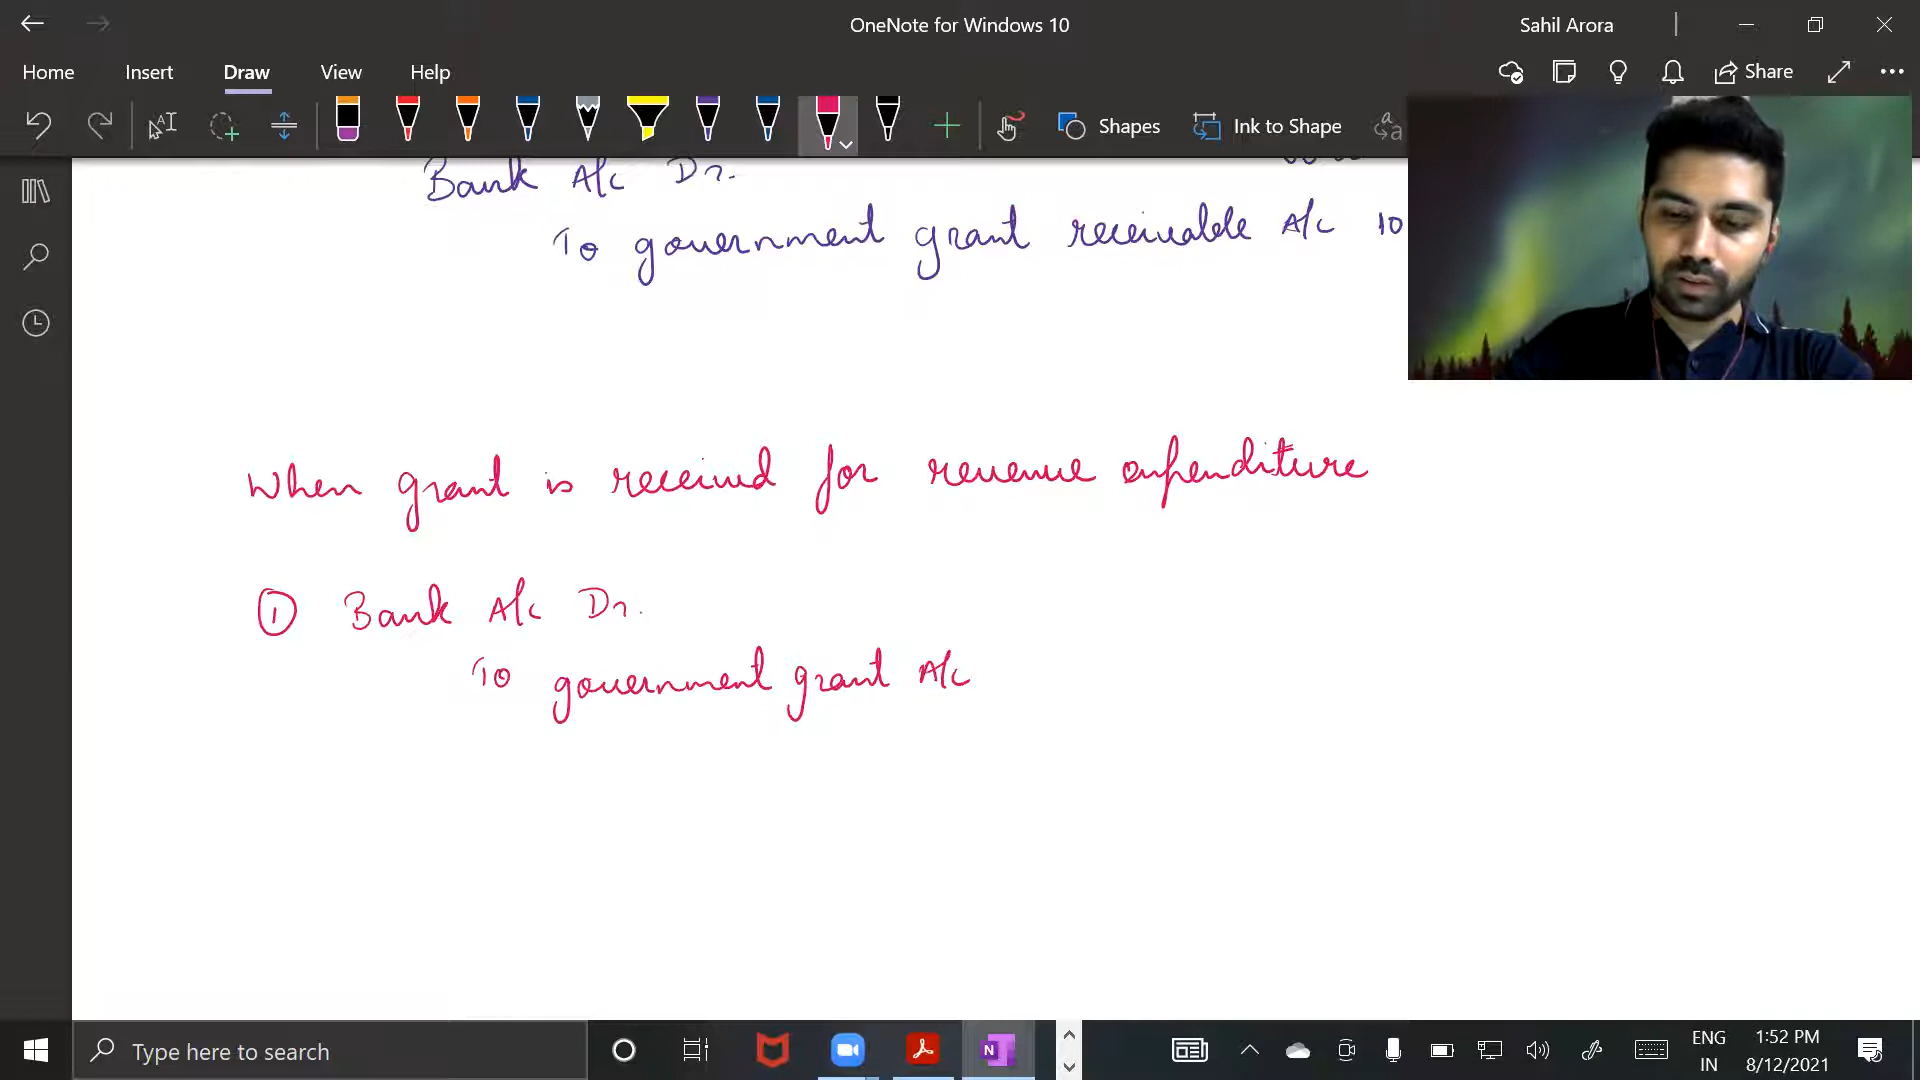 OneNote for Windows 10
Sahil Arora
Home Insert Draw View Help
Share
Shapes
Ink to Shape
Bank A/c Dr.
To government grant receivable A/c 10
When grant is received for revenue expenditure
① Bank A/c Dr.
To government grant A/c
Type here to search
ENG
IN
1:52 PM
8/12/2021